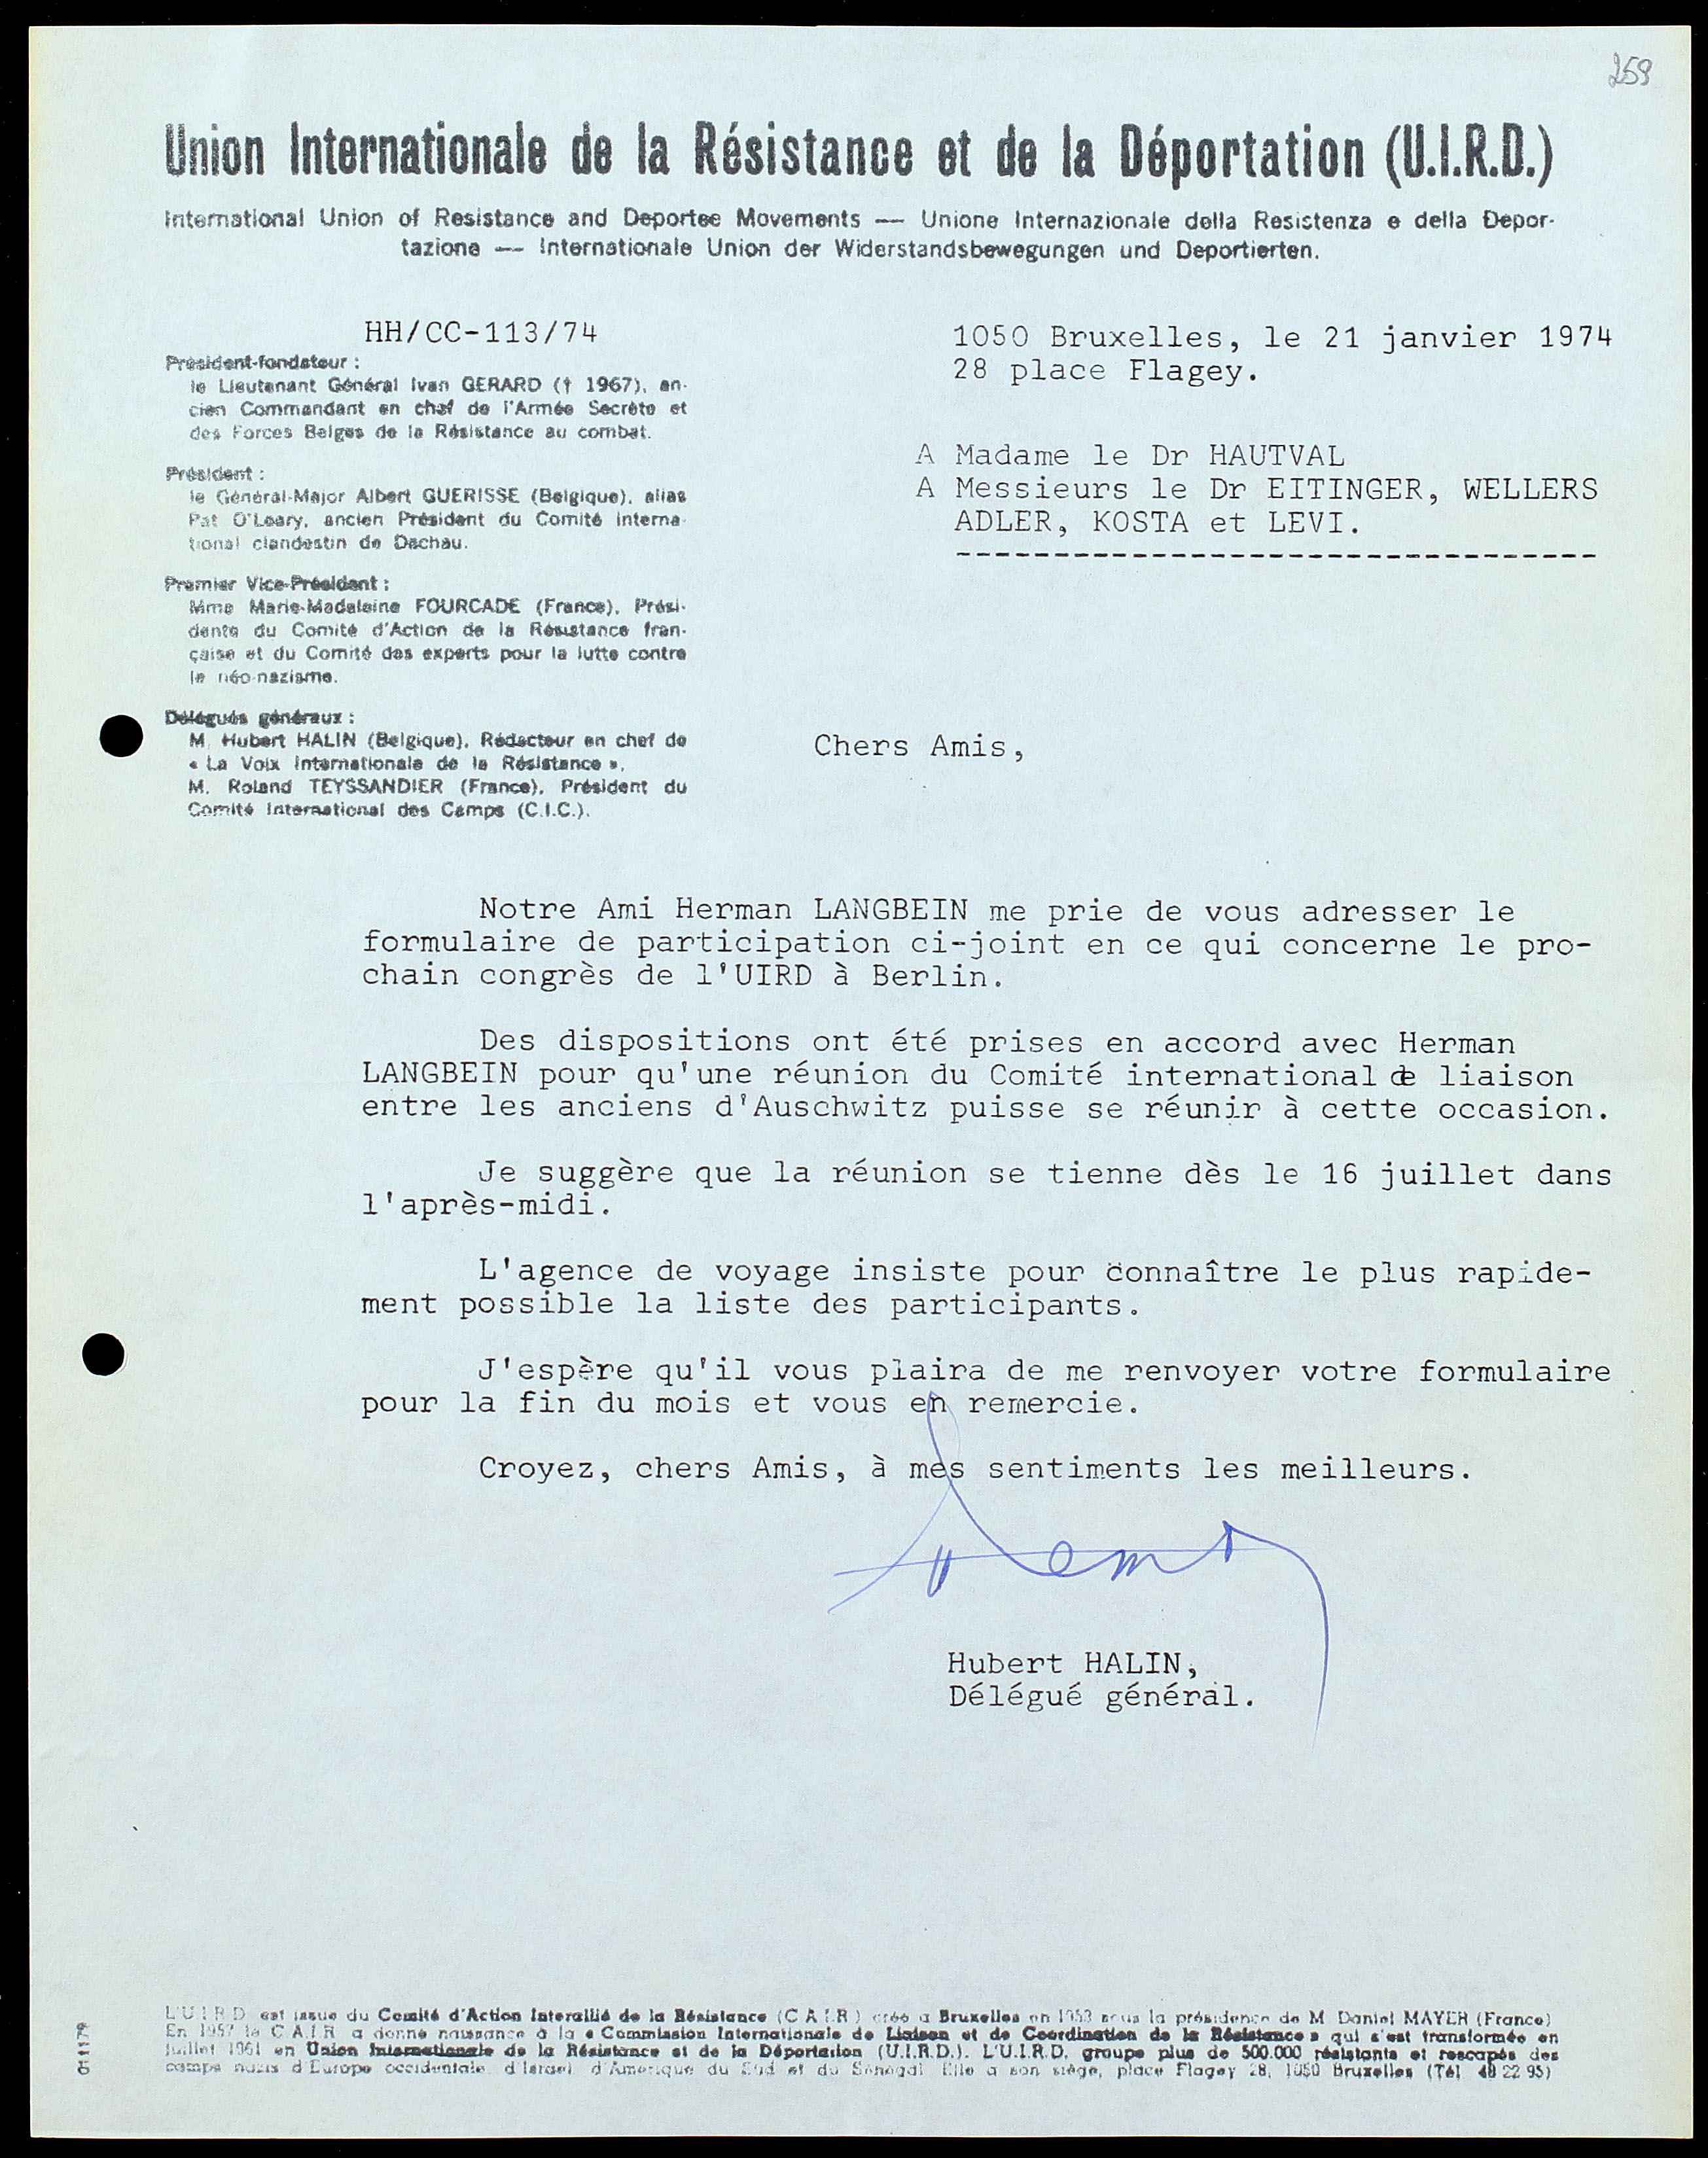 259
Union Internationale de la Résistance et de la Déportation (U.I.R.D.)
International Union of Resistance and Deportee Movements — Unione Internazionale della Resistenza e della Depor-
tazione — Internationale Union der Widerstandsbewegungen und Deportierten.
HH/CC-113/74
Président-fondateur :
le Lieutenant Général Ivan GERARD († 1967), an-
cien Commandant en chef de l'Armée Secrète et
des Forces Belges de la Résistance au combat.
Président :
le Général-Major Albert GUERISSE (Belgique), alias
Pat O'Leary, ancien Président du Comité interna-
tional clandestin de Dachau.
Premier Vice-Président :
Mme Marie-Madeleine FOURCADE (France), Prési-
dente du Comité d'Action de la Résistance fran-
çaise et du Comité des experts pour la lutte contre
le néo-nazisme.
Délégués généraux :
M. Hubert HALIN (Belgique), Rédacteur en chef de
« La Voix Internationale de la Résistance »,
M. Roland TEYSSANDIER (France), Président du
Comité International des Camps (C.I.C.).
1050 Bruxelles, le 21 janvier 1974
28 place Flagey.
A Madame le Dr HAUTVAL
A Messieurs le Dr EITINGER, WELLERS
ADLER, KOSTA et LEVI.
---------------------------------
Chers Amis,
Notre Ami Herman LANGBEIN me prie de vous adresser le
formulaire de participation ci-joint en ce qui concerne le pro-
chain congrès de l'UIRD à Berlin.
Des dispositions ont été prises en accord avec Herman
LANGBEIN pour qu'une réunion du Comité international de liaison
entre les anciens d'Auschwitz puisse se réunir à cette occasion.
Je suggère que la réunion se tienne dès le 16 juillet dans
l'après-midi.
L'agence de voyage insiste pour connaître le plus rapide-
ment possible la liste des participants.
J'espère qu'il vous plaira de me renvoyer votre formulaire
pour la fin du mois et vous en remercie.
Croyez, chers Amis, à mes sentiments les meilleurs.
Hubert HALIN,
Délégué général.
L'U.I.R.D. est issue du Comité d'Action Interallié de la Résistance (C.A.I.R.) créé à Bruxelles en 1953 sous la présidence de M. Daniel MAYER (France)
En 1957 le C.A.I.R. a donné naissance à la « Commission Internationale de Liaison et de Coordination de la Résistance » qui s'est transformée en
juillet 1961 en Union Internationale de la Résistance et de la Déportation (U.I.R.D.). L'U.I.R.D. groupe plus de 500.000 résistants et rescapés des
camps nazis d'Europe occidentale, d'Israël, d'Amérique du Sud et du Sénégal. Elle a son siège, place Flagey 28, 1050 Bruxelles (Tél. 48 22 95)
01179